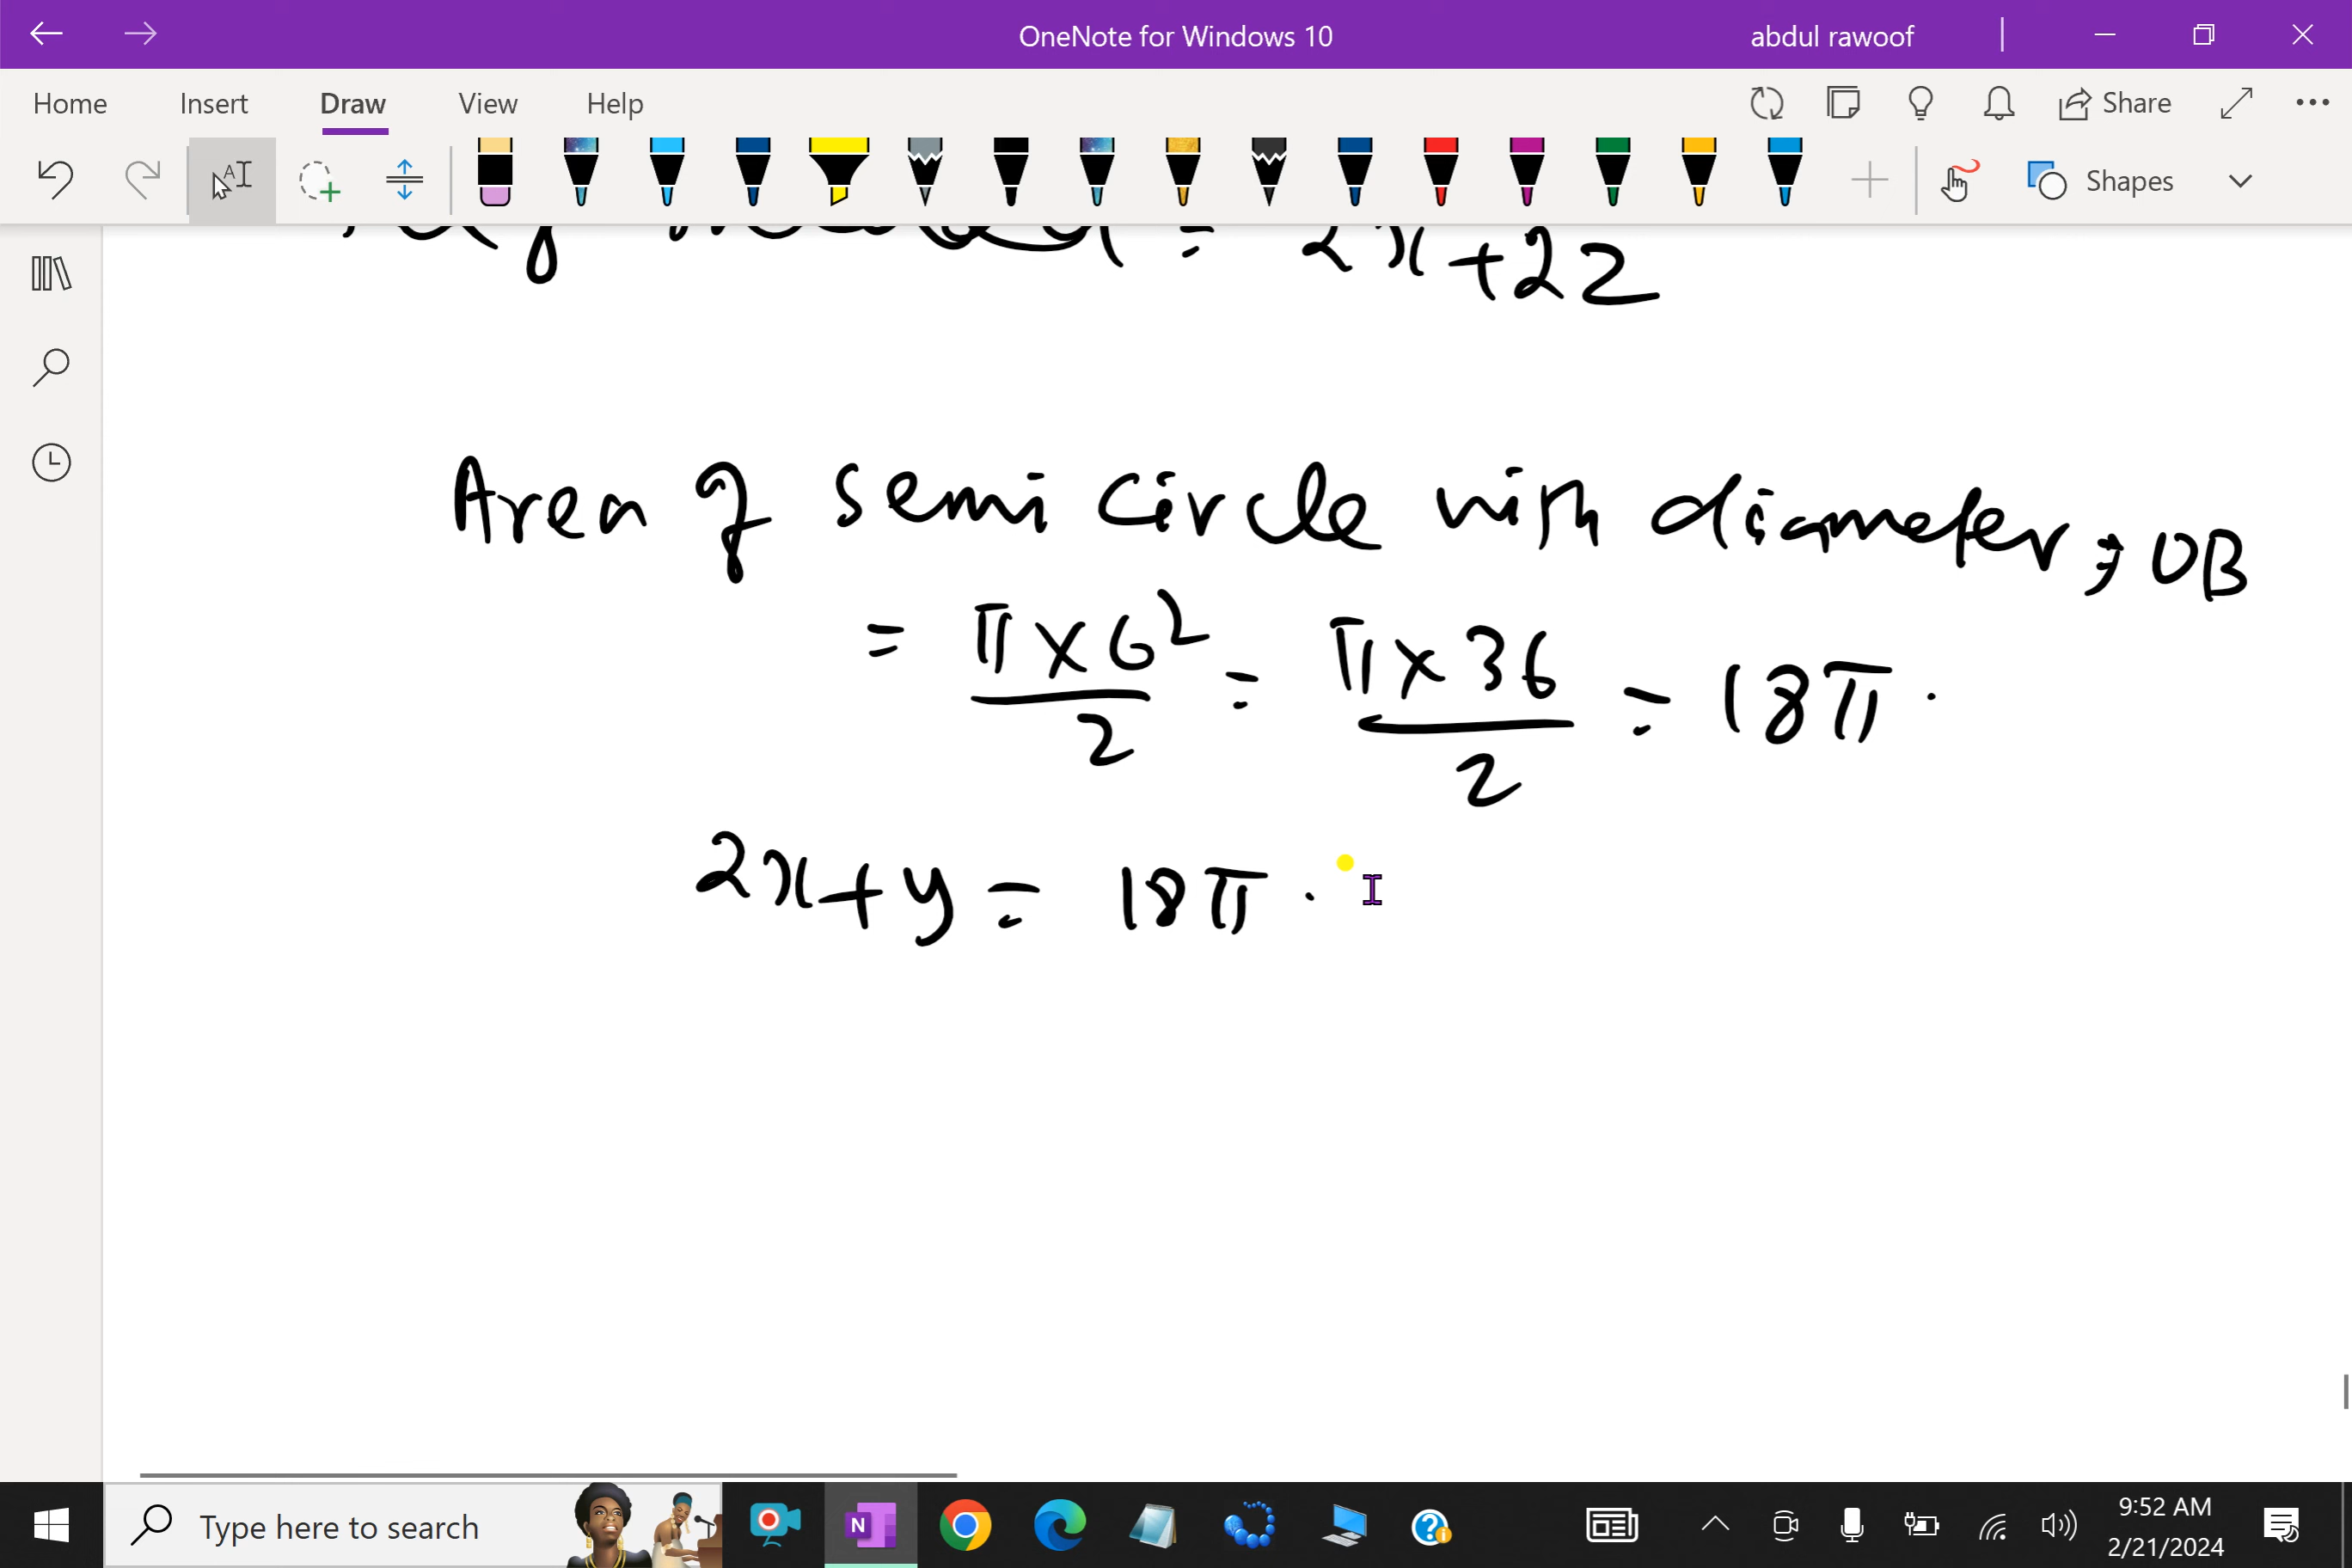 OneNote for Windows 10
abdul rawoof
Home Insert Draw View Help
Share
Shapes
= 2x+2z
Area of semi circle with diameter, OB
= π×6²/2 = π×36/2 = 18π.
2x+y = 18π.
Type here to search
9:52 AM
2/21/2024